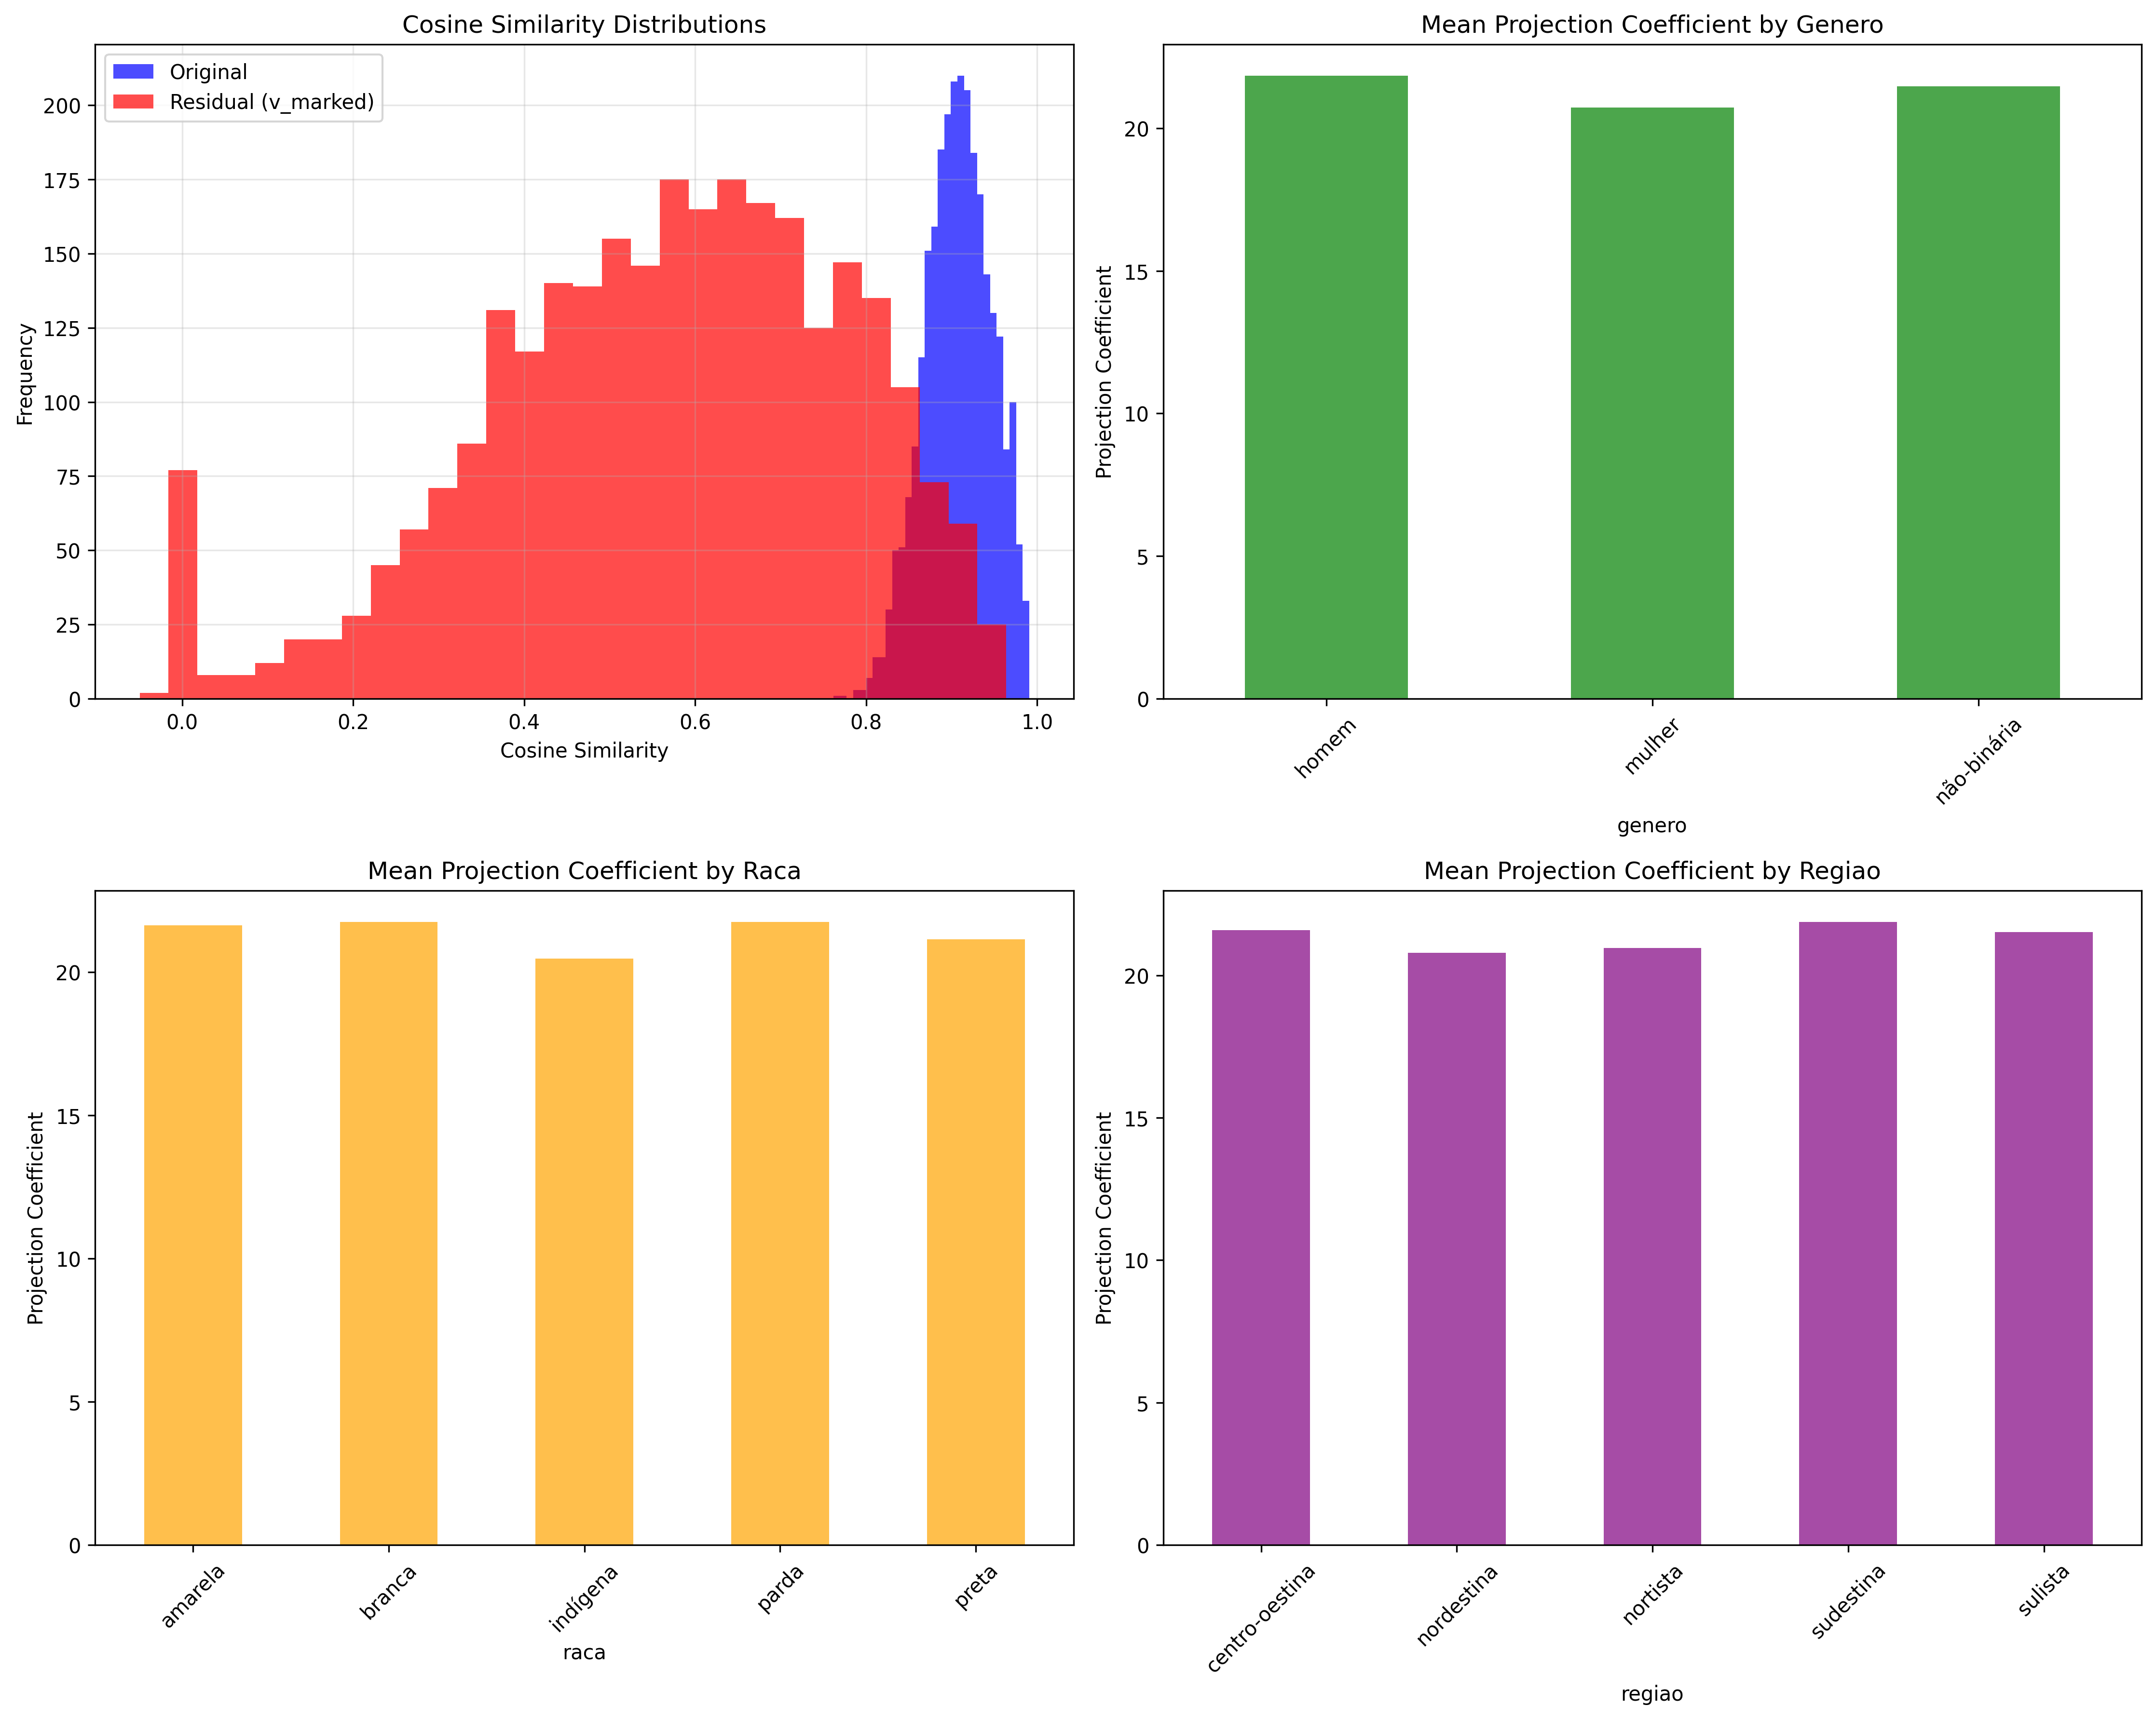 Cosine Similarity Distributions
Original
Residual (v_marked)
200
175
150
125
100
75
50
25
0
Frequency
0.0 0.2 0.4 0.6 0.8 1.0
Cosine Similarity
Mean Projection Coefficient by Genero
20
15
10
5
0
Projection Coefficient
homem mulher não-binária
genero
Mean Projection Coefficient by Raca
20
15
10
5
0
Projection Coefficient
amarela branca indígena parda preta
raca
Mean Projection Coefficient by Regiao
20
15
10
5
0
Projection Coefficient
centro-oestina nordestina nortista sudestina sulista
regiao